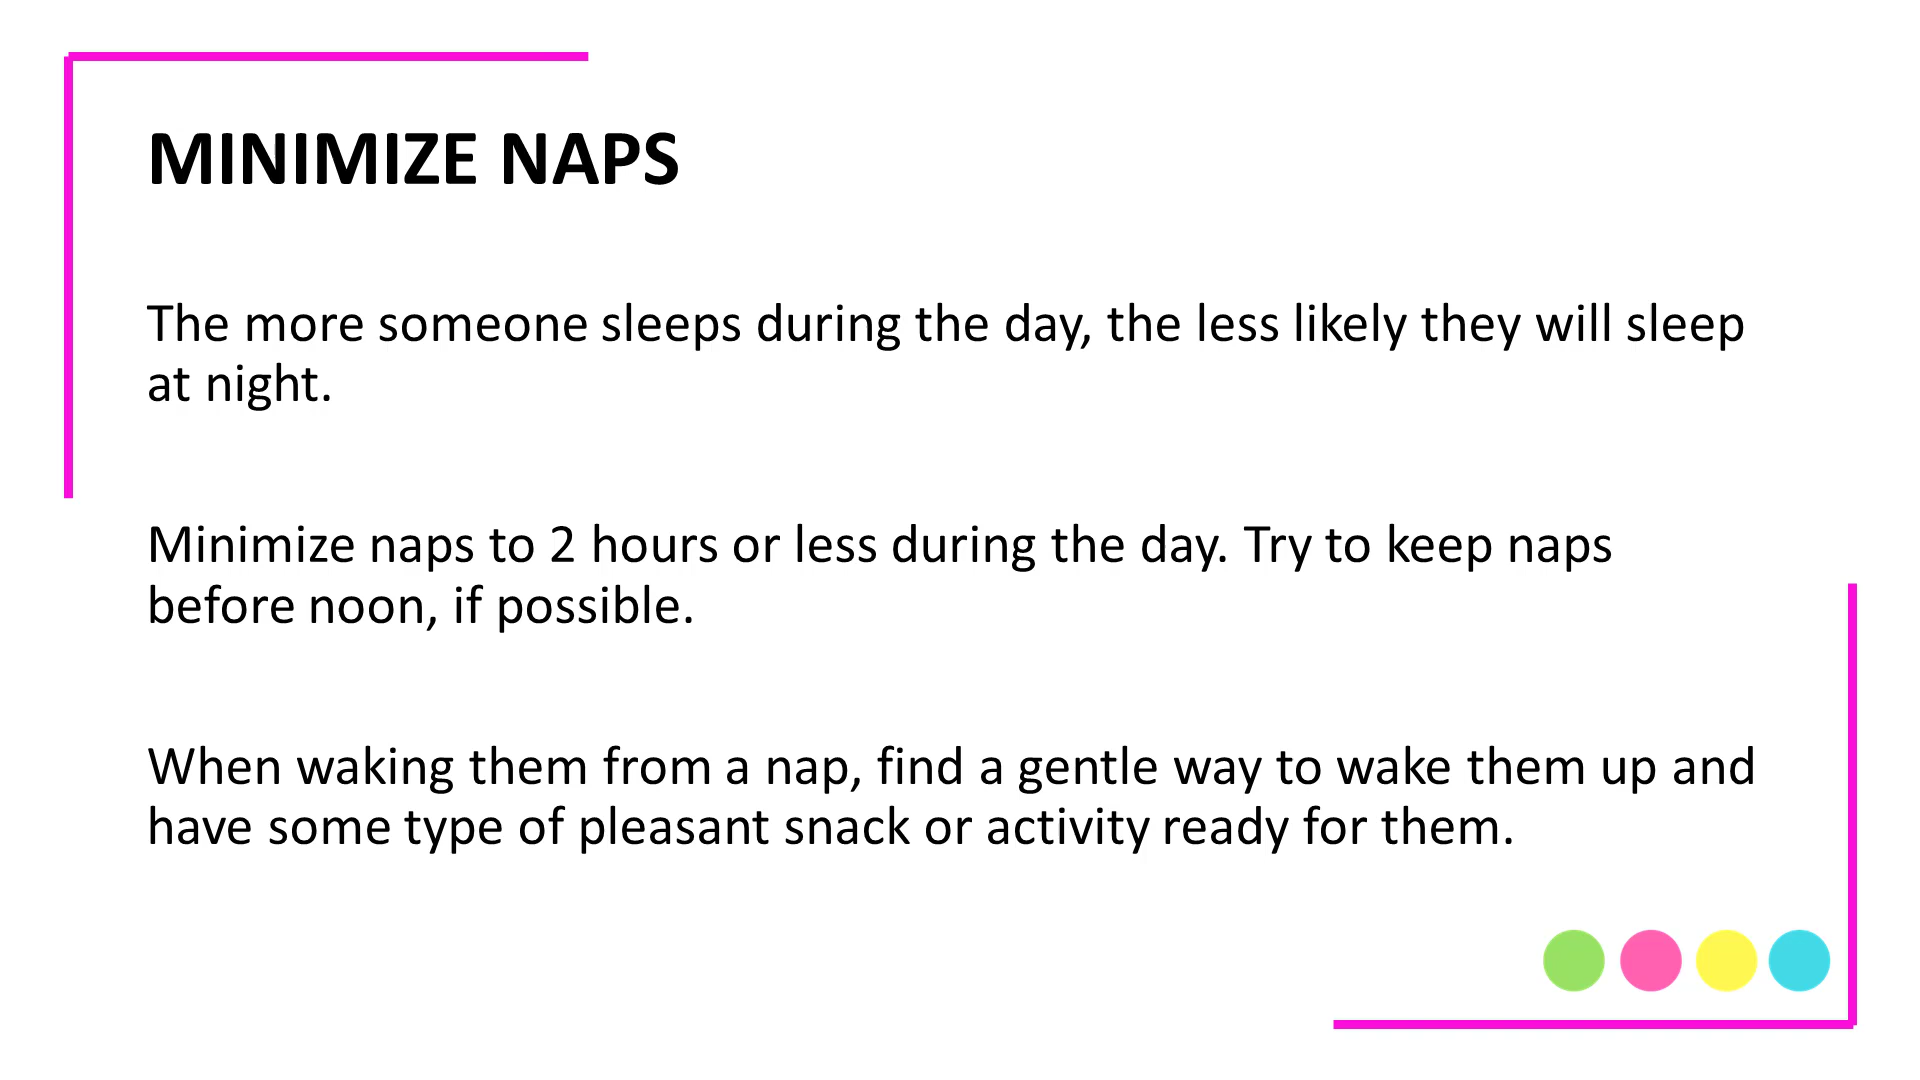 MINIMIZE NAPS
The more someone sleeps during the day, the less likely they will sleep
at night.
Minimize naps to 2 hours or less during the day. Try to keep naps
before noon, if possible.
When waking them from a nap, find a gentle way to wake them up and
have some type of pleasant snack or activity ready for them.